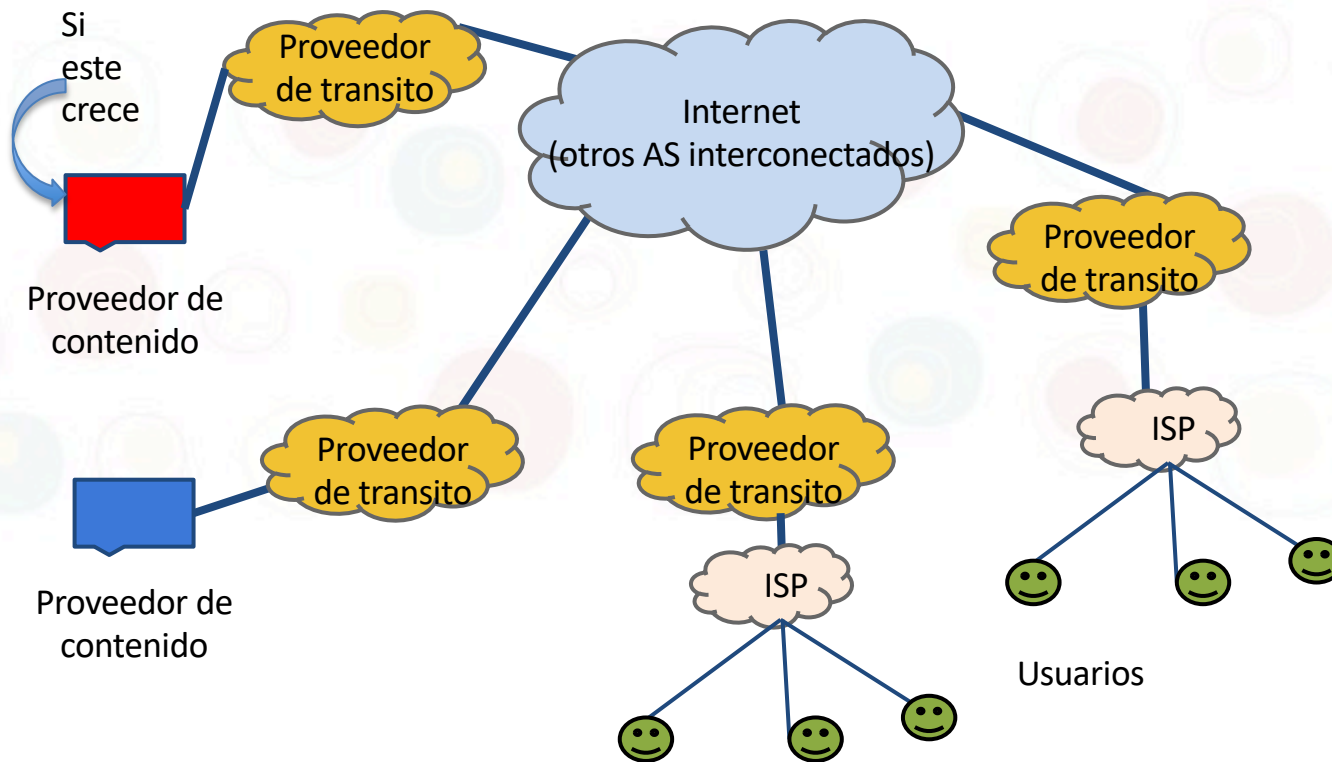 Si
este
crece
Proveedor
de transito
Internet
(otros AS interconectados)
Proveedor
de transito
Proveedor de
contenido
ISP
Proveedor
de transito
Proveedor
de transito
ISP
Proveedor de
contenido
Usuarios